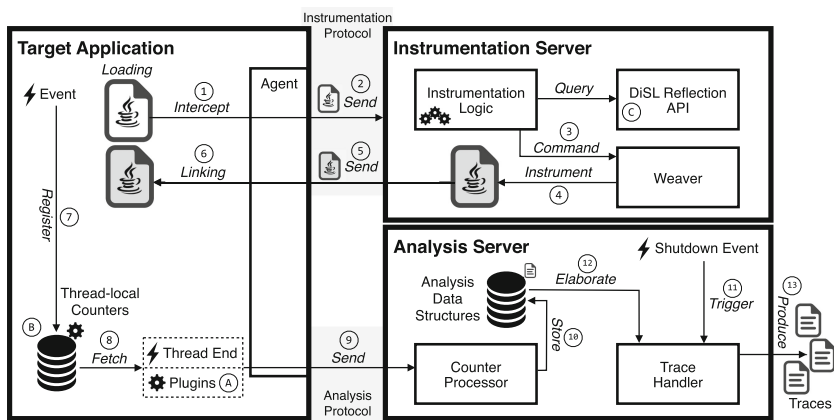 Instrumentation
Protocol
Target Application
Loading
Event
1
Intercept
Agent
2
Send
6
Linking
5
Send
Register
7
Thread-local
Counters
B
8
Fetch
Thread End
Plugins A
9
Send
Analysis
Protocol
Instrumentation Server
Instrumentation
Logic
Query
DiSL Reflection
API
C
3
Command
Instrument
4
Weaver
Analysis Server
Shutdown Event
Analysis
Data
Structures
12
Elaborate
11
Trigger
13
Produce
Store
10
Counter
Processor
Trace
Handler
Traces